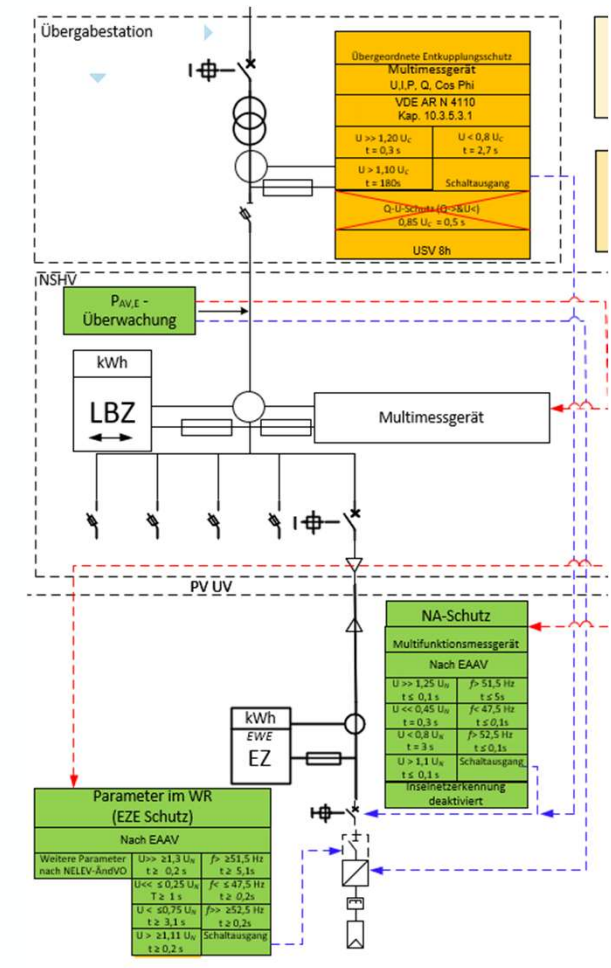 Übergabestation
Übergeordnete Entkupplungsschutz
Multimessgerät
U,I,P, Q, Cos Phi
VDE AR N 4110
Kap. 10.3.5.3.1
U >> 1,20 Uc
t = 0,3 s
U < 0,8 Uc
t = 2,7 s
U > 1,10 Uc
t = 180s
Schaltausgang
Q-U-Schutz (Q->&U<)
0,85 Uc = 0,5 s
USV 8h
NSHV
PAV,E -
Überwachung
kWh
LBZ
Multimessgerät
PV UV
NA-Schutz
Multifunktionsmessgerät
Nach EAAV
U >> 1,25 UN
t ≤ 0,1 s
f> 51,5 Hz
t ≤ 5s
U << 0,45 UN
t = 0,3 s
f< 47,5 Hz
t ≤ 0,1s
U < 0,8 UN
t = 3 s
f> 52,5 Hz
t ≤ 0,1s
U > 1,1 UN
t ≤ 0,1 s
Schaltausgang
Inselnetzerkennung
deaktiviert
kWh
EWE
EZ
Parameter im WR
(EZE Schutz)
Nach EAAV
Weitere Parameter
nach NELEV-ÄndVO
U>> ≥1,3 UN
t ≥ 0,2 s
f> ≥51,5 Hz
t ≥ 5,1s
U<< ≤ 0,25 UN
T ≥ 1 s
f< ≤ 47,5 Hz
t ≥ 0,2s
U < ≤0,75 UN
t ≥ 3,1 s
f>> ≥52,5 Hz
t ≥ 0,2s
U > ≥1,11 UN
t ≥ 0,2 s
Schaltausgang